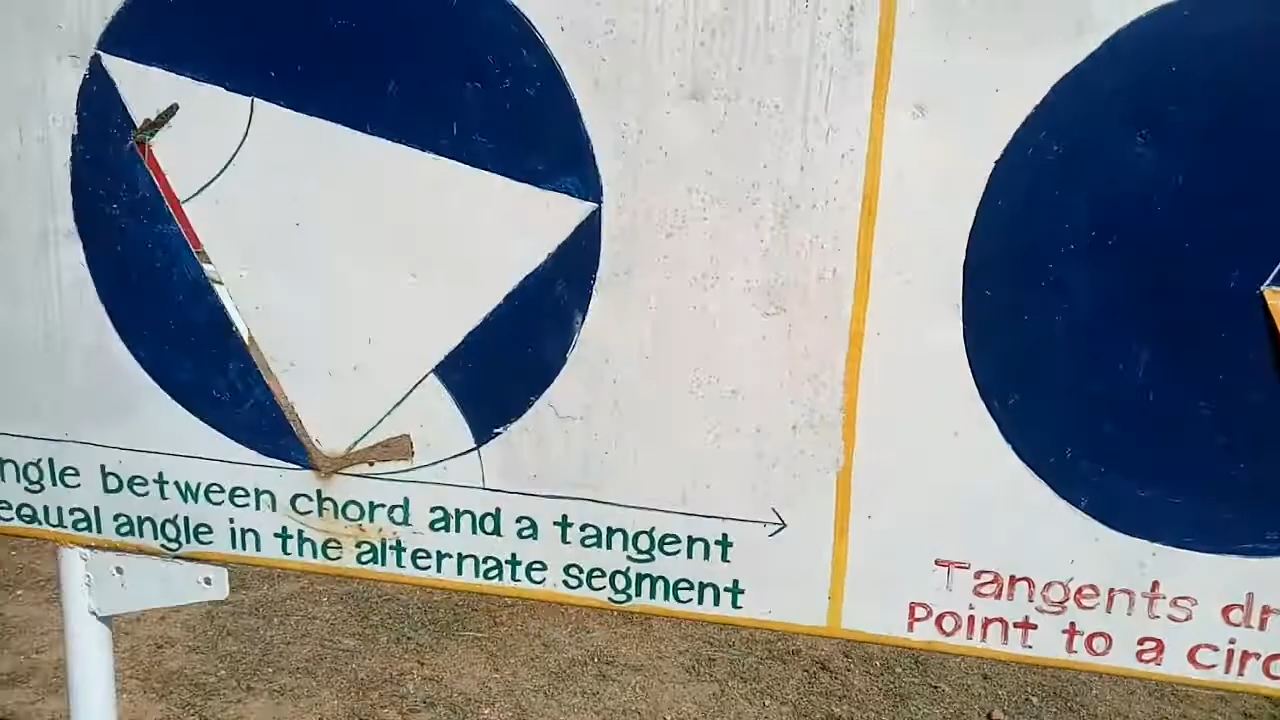 ngle between chord and a tangent
equal angle in the alternate segment
Tangents dr
Point to a circ